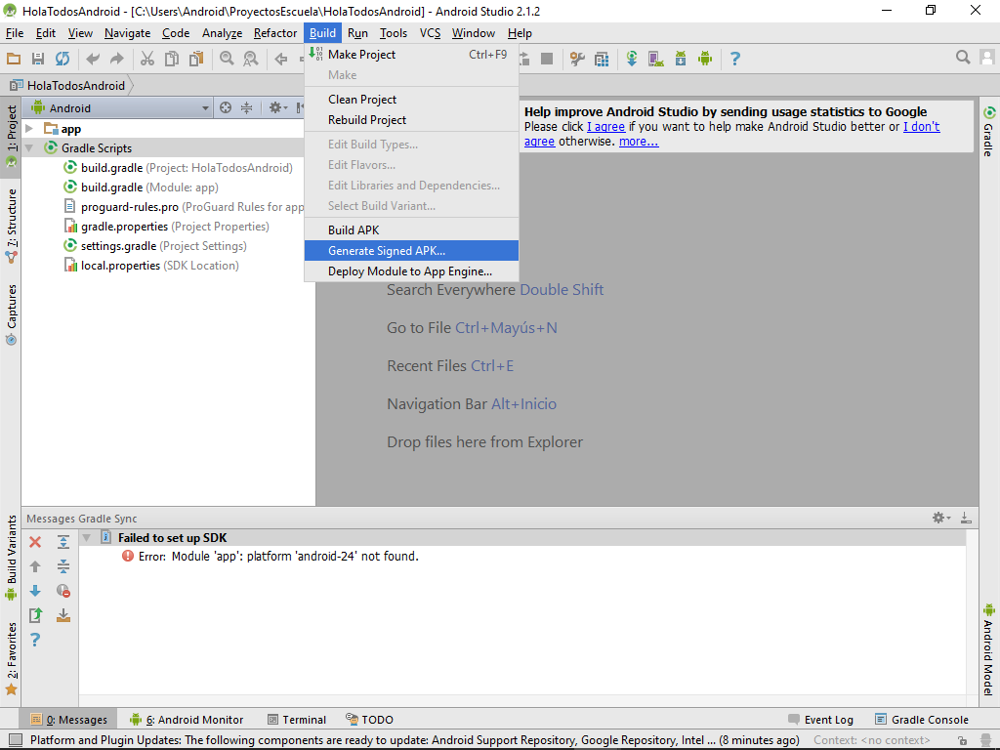 HolaTodosAndroid - [C:\Users\Android\ProyectosEscuela\HolaTodosAndroid] - Android Studio 2.1.2
File Edit View Navigate Code Analyze Refactor Build Run Tools VCS Window Help
HolaTodosAndroid
Make Project Ctrl+F9
Make
Clean Project
Rebuild Project
Edit Build Types...
Edit Flavors...
Edit Libraries and Dependencies...
Select Build Variant...
Build APK
Generate Signed APK...
Deploy Module to App Engine...
1: Project
7: Structure
Captures
Build Variants
2: Favorites
Android
app
Gradle Scripts
build.gradle (Project: HolaTodosAndroid)
build.gradle (Module: app)
proguard-rules.pro (ProGuard Rules for app
gradle.properties (Project Properties)
settings.gradle (Project Settings)
local.properties (SDK Location)
Help improve Android Studio by sending usage statistics to Google
Please click I agree if you want to help make Android Studio better or I don't
agree otherwise. more...
Gradle
Android Model
Search Everywhere Double Shift
Go to File Ctrl+Mayús+N
Recent Files Ctrl+E
Navigation Bar Alt+Inicio
Drop files here from Explorer
Messages Gradle Sync
Failed to set up SDK
Error: Module 'app': platform 'android-24' not found.
0: Messages 6: Android Monitor Terminal TODO Event Log Gradle Console
Platform and Plugin Updates: The following components are ready to update: Android Support Repository, Google Repository, Intel ... (8 minutes ago) Context: <no context>